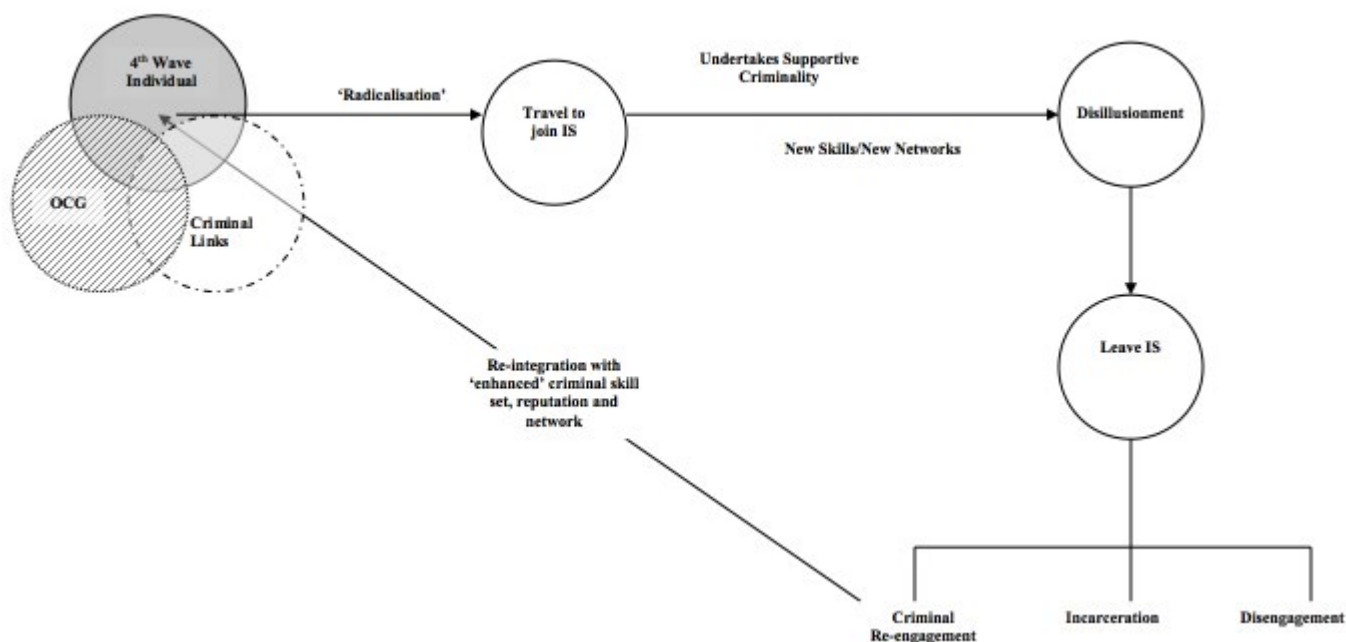 4th Wave
Individual
'Radicalisation'
Travel to
join IS
Undertakes Supportive
Criminality
New Skills/New Networks
Disillusionment
OCG
Criminal
Links
Leave IS
Re-integration with
'enhanced' criminal skill
set, reputation and
network
Criminal
Re-engagement
Incarceration
Disengagement